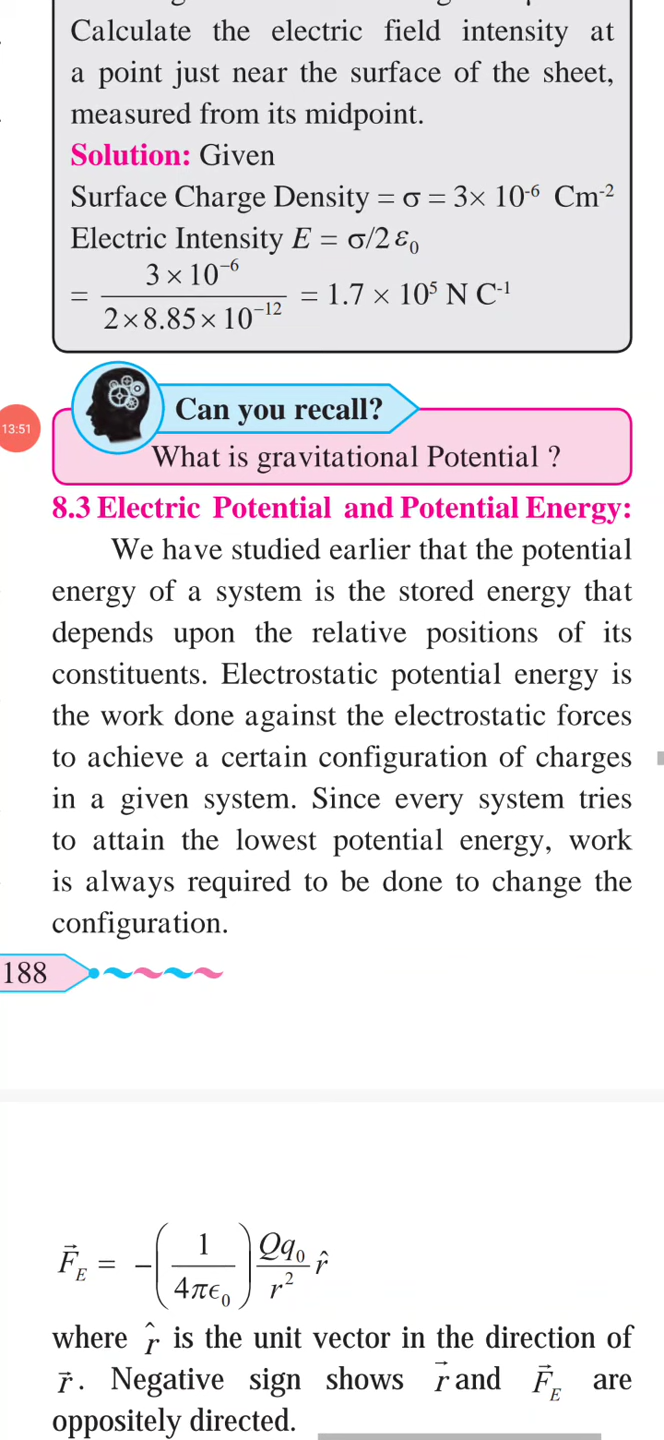 Calculate the electric field intensity at
a point just near the surface of the sheet,
measured from its midpoint.
Solution: Given
Surface Charge Density = σ = 3× 10⁻⁶ Cm⁻²
Electric Intensity E = σ/2ε₀
= 3×10⁻⁶ / 2×8.85×10⁻¹² = 1.7 × 10⁵ N C⁻¹
Can you recall?
13:51
What is gravitational Potential ?
8.3 Electric Potential and Potential Energy:
We have studied earlier that the potential
energy of a system is the stored energy that
depends upon the relative positions of its
constituents. Electrostatic potential energy is
the work done against the electrostatic forces
to achieve a certain configuration of charges
in a given system. Since every system tries
to attain the lowest potential energy, work
is always required to be done to change the
configuration.
188
F⃗_E = −(1/4πϵ₀) Qq₀/r² r̂
where r̂ is the unit vector in the direction of
r⃗. Negative sign shows r⃗ and F⃗_E are
oppositely directed.